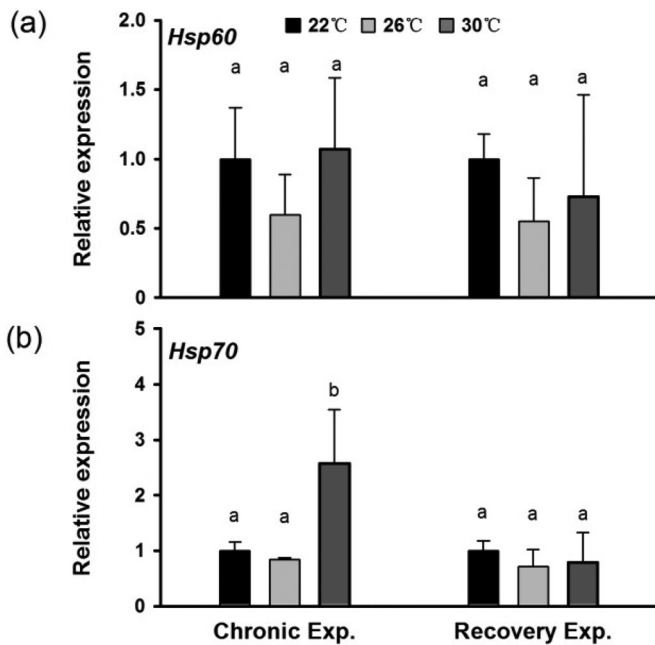 (a)
Hsp60
22℃ 26℃ 30℃
2.0
1.5
1.0
0.5
0
Relative expression
a a a a a a
(b)
Hsp70
5
4
3
2
1
0
Relative expression
a a b a a a
Chronic Exp. Recovery Exp.